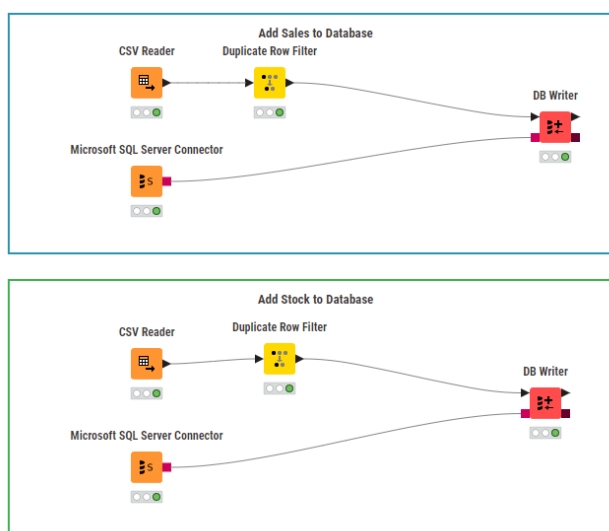 Add Sales to Database
CSV Reader
Duplicate Row Filter
DB Writer
Microsoft SQL Server Connector
S
Add Stock to Database
CSV Reader
Duplicate Row Filter
DB Writer
Microsoft SQL Server Connector
S